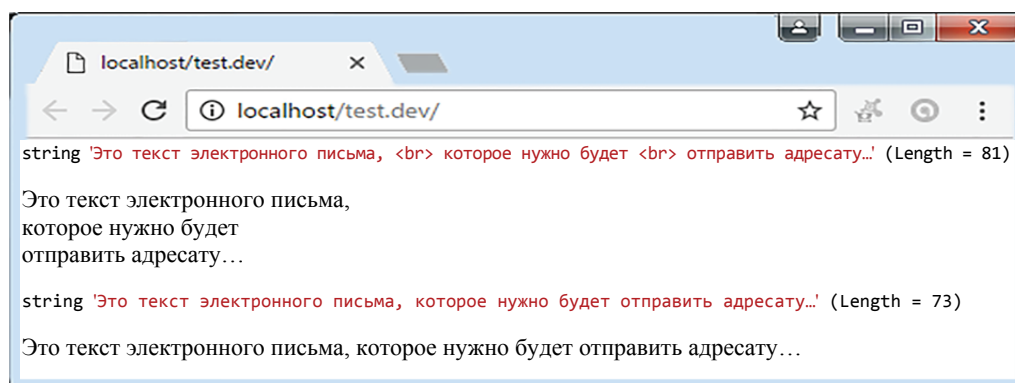 localhost/test.dev/
localhost/test.dev/
string 'Это текст электронного письма, <br> которое нужно будет <br> отправить адресату…' (Length = 81)
Это текст электронного письма,
которое нужно будет
отправить адресату…
string 'Это текст электронного письма, которое нужно будет отправить адресату…' (Length = 73)
Это текст электронного письма, которое нужно будет отправить адресату…